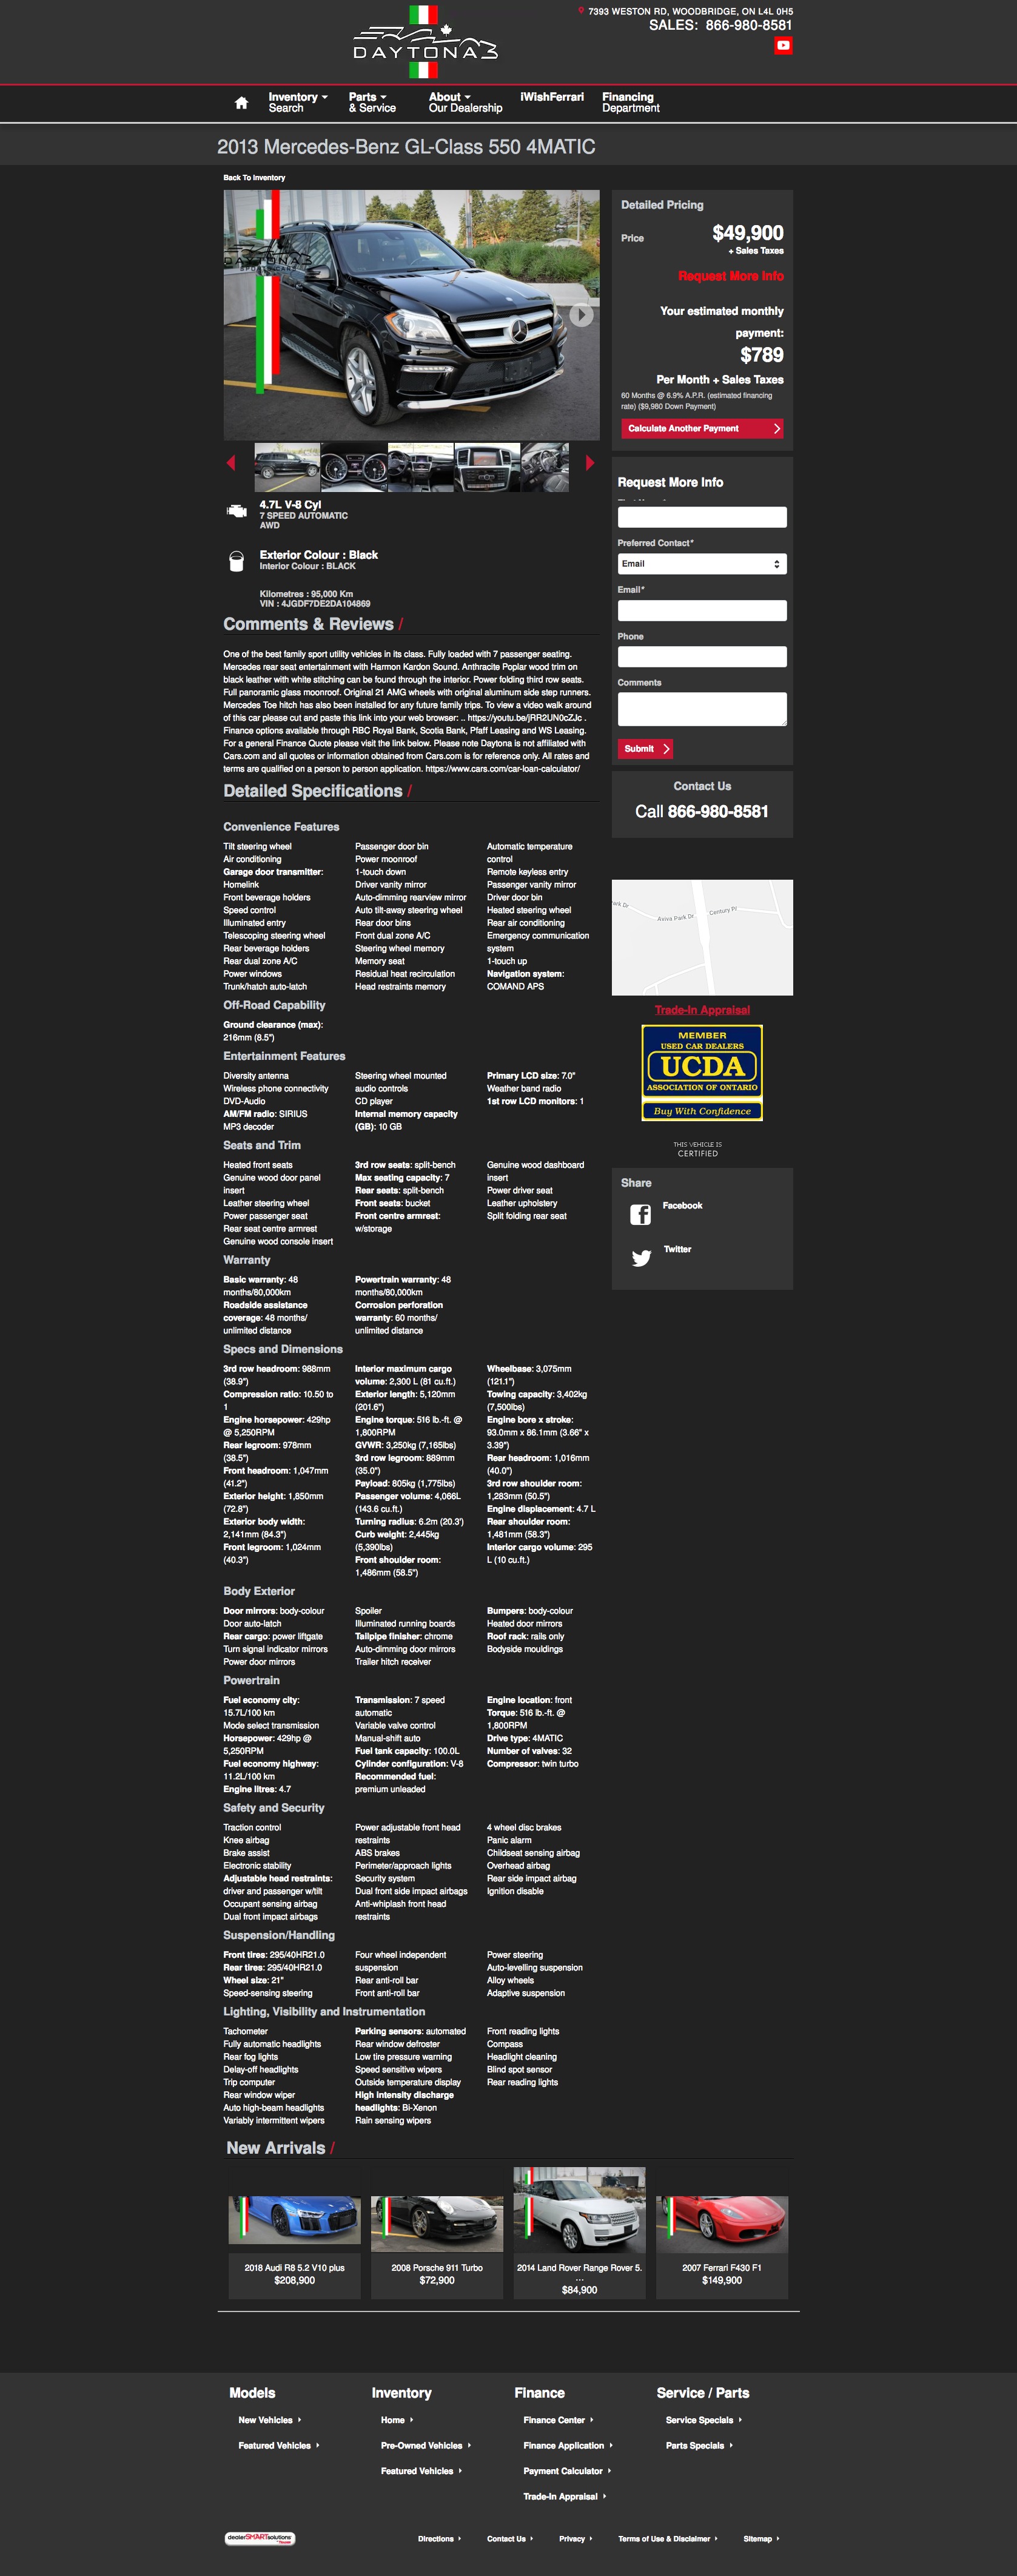 DAYTONA
7393 WESTON RD, WOODBRIDGE, ON L4L 0H5
SALES: 866-980-8581
Inventory
Search
Parts
& Service
About
Our Dealership
iWishFerrari
Financing
Department
2013 Mercedes-Benz GL-Class 550 4MATIC
Back To Inventory
DAYTONA
4.7L V-8 Cyl
7 SPEED AUTOMATIC
AWD
Exterior Colour : Black
Interior Colour : BLACK
Kilometres : 95,000 Km
VIN : 4JGDF7DE2DA104869
Comments & Reviews /
One of the best family sport utility vehicles in its class. Fully loaded with 7 passenger seating.
Mercedes rear seat entertainment with Harmon Kardon Sound. Anthracite Poplar wood trim on
black leather with white stitching can be found through the interior. Power folding third row seats.
Full panoramic glass moonroof. Original 21 AMG wheels with original aluminum side step runners.
Mercedes Toe hitch has also been installed for any future family trips. To view a video walk around
of this car please cut and paste this link into your web browser: .. https://youtu.be/jRR2UN0cZJc .
Finance options available through RBC Royal Bank, Scotia Bank, Pfaff Leasing and WS Leasing.
For a general Finance Quote please visit the link below. Please note Daytona is not affiliated with
Cars.com and all quotes or information obtained from Cars.com is for reference only. All rates and
terms are qualified on a person to person application. https://www.cars.com/car-loan-calculator/
Detailed Specifications /
Convenience Features
Tilt steering wheel
Air conditioning
Garage door transmitter:
Homelink
Front beverage holders
Speed control
Illuminated entry
Telescoping steering wheel
Rear beverage holders
Rear dual zone A/C
Power windows
Trunk/hatch auto-latch
Passenger door bin
Power moonroof
1-touch down
Driver vanity mirror
Auto-dimming rearview mirror
Auto tilt-away steering wheel
Rear door bins
Front dual zone A/C
Steering wheel memory
Memory seat
Residual heat recirculation
Head restraints memory
Automatic temperature
control
Remote keyless entry
Passenger vanity mirror
Driver door bin
Heated steering wheel
Rear air conditioning
Emergency communication
system
1-touch up
Navigation system:
COMAND APS
Off-Road Capability
Ground clearance (max):
216mm (8.5")
Entertainment Features
Diversity antenna
Wireless phone connectivity
DVD-Audio
AM/FM radio: SIRIUS
MP3 decoder
Steering wheel mounted
audio controls
CD player
Internal memory capacity
(GB): 10 GB
Primary LCD size: 7.0"
Weather band radio
1st row LCD monitors: 1
Seats and Trim
Heated front seats
Genuine wood door panel
insert
Leather steering wheel
Power passenger seat
Rear seat centre armrest
Genuine wood console insert
3rd row seats: split-bench
Max seating capacity: 7
Rear seats: split-bench
Front seats: bucket
Front centre armrest:
w/storage
Genuine wood dashboard
insert
Power driver seat
Leather upholstery
Split folding rear seat
Warranty
Basic warranty: 48
months/80,000km
Roadside assistance
coverage: 48 months/
unlimited distance
Powertrain warranty: 48
months/80,000km
Corrosion perforation
warranty: 60 months/
unlimited distance
Specs and Dimensions
3rd row headroom: 988mm
(38.9")
Compression ratio: 10.50 to
1
Engine horsepower: 429hp
@ 5,250RPM
Rear legroom: 978mm
(38.5")
Front headroom: 1,047mm
(41.2")
Exterior height: 1,850mm
(72.8")
Exterior body width:
2,141mm (84.3")
Front legroom: 1,024mm
(40.3")
Interior maximum cargo
volume: 2,300 L (81 cu.ft.)
Exterior length: 5,120mm
(201.6")
Engine torque: 516 lb.-ft. @
1,800RPM
GVWR: 3,250kg (7,165lbs)
3rd row legroom: 889mm
(35.0")
Payload: 805kg (1,775lbs)
Passenger volume: 4,066L
(143.6 cu.ft.)
Turning radius: 6.2m (20.3')
Curb weight: 2,445kg
(5,390lbs)
Front shoulder room:
1,486mm (58.5")
Wheelbase: 3,075mm
(121.1")
Towing capacity: 3,402kg
(7,500lbs)
Engine bore x stroke:
93.0mm x 86.1mm (3.66" x
3.39")
Rear headroom: 1,016mm
(40.0")
3rd row shoulder room:
1,283mm (50.5")
Engine displacement: 4.7 L
Rear shoulder room:
1,481mm (58.3")
Interior cargo volume: 295
L (10 cu.ft.)
Body Exterior
Door mirrors: body-colour
Door auto-latch
Rear cargo: power liftgate
Turn signal indicator mirrors
Power door mirrors
Spoiler
Illuminated running boards
Tailpipe finisher: chrome
Auto-dimming door mirrors
Trailer hitch receiver
Bumpers: body-colour
Heated door mirrors
Roof rack: rails only
Bodyside mouldings
Powertrain
Fuel economy city:
15.7L/100 km
Mode select transmission
Horsepower: 429hp @
5,250RPM
Fuel economy highway:
11.2L/100 km
Engine litres: 4.7
Transmission: 7 speed
automatic
Variable valve control
Manual-shift auto
Fuel tank capacity: 100.0L
Cylinder configuration: V-8
Recommended fuel:
premium unleaded
Engine location: front
Torque: 516 lb.-ft. @
1,800RPM
Drive type: 4MATIC
Number of valves: 32
Compressor: twin turbo
Safety and Security
Traction control
Knee airbag
Brake assist
Electronic stability
Adjustable head restraints:
driver and passenger w/tilt
Occupant sensing airbag
Dual front impact airbags
Power adjustable front head
restraints
ABS brakes
Perimeter/approach lights
Security system
Dual front side impact airbags
Anti-whiplash front head
restraints
4 wheel disc brakes
Panic alarm
Childseat sensing airbag
Overhead airbag
Rear side impact airbag
Ignition disable
Suspension/Handling
Front tires: 295/40HR21.0
Rear tires: 295/40HR21.0
Wheel size: 21"
Speed-sensing steering
Four wheel independent
suspension
Rear anti-roll bar
Front anti-roll bar
Power steering
Auto-levelling suspension
Alloy wheels
Adaptive suspension
Lighting, Visibility and Instrumentation
Tachometer
Fully automatic headlights
Rear fog lights
Delay-off headlights
Trip computer
Rear window wiper
Auto high-beam headlights
Variably intermittent wipers
Parking sensors: automated
Rear window defroster
Low tire pressure warning
Speed sensitive wipers
Outside temperature display
High intensity discharge
headlights: Bi-Xenon
Rain sensing wipers
Front reading lights
Compass
Headlight cleaning
Blind spot sensor
Rear reading lights
Detailed Pricing
Price
$49,900
+ Sales Taxes
Request More Info
Your estimated monthly
payment:
$789
Per Month + Sales Taxes
60 Months @ 6.9% A.P.R. (estimated financing
rate) ($9,980 Down Payment)
Calculate Another Payment
Request More Info
Preferred Contact*
Email
Email*
Phone
Comments
Submit
Contact Us
Call 866-980-8581
wk Dr
Aviva Park Dr
Century Pl
Trade-In Appraisal
MEMBER
USED CAR DEALERS
UCDA
ASSOCIATION OF ONTARIO
Buy With Confidence
THIS VEHICLE IS
CERTIFIED
Share
Facebook
Twitter
New Arrivals /
2018 Audi R8 5.2 V10 plus
$208,900
2008 Porsche 911 Turbo
$72,900
2014 Land Rover Range Rover 5.
...
$84,900
2007 Ferrari F430 F1
$149,900
Models
New Vehicles
Featured Vehicles
Inventory
Home
Pre-Owned Vehicles
Featured Vehicles
Finance
Finance Center
Finance Application
Payment Calculator
Trade-In Appraisal
Service / Parts
Service Specials
Parts Specials
dealerSMARTsolutions
Directions
Contact Us
Privacy
Terms of Use & Disclaimer
Sitemap